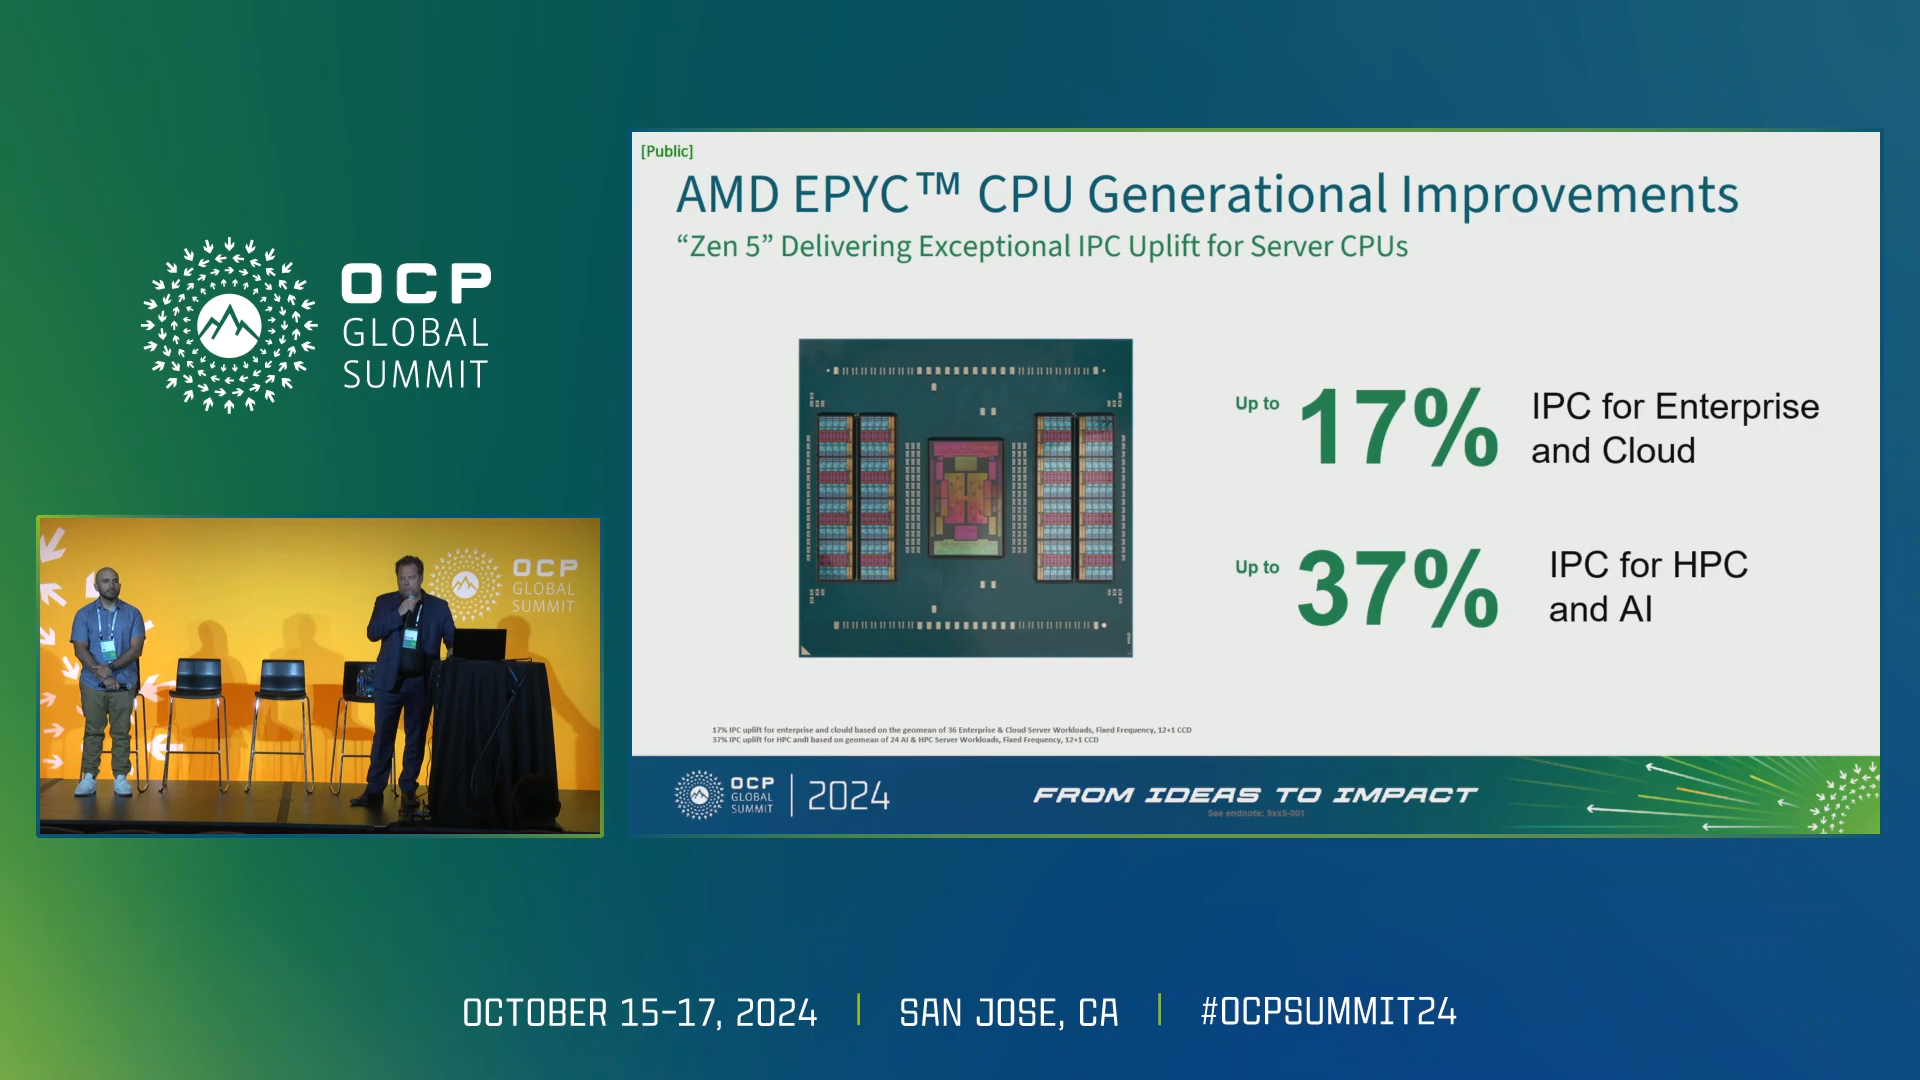 OCP
GLOBAL
SUMMIT
OCP
GLOBAL
SUMMIT
[Public]
AMD EPYC™ CPU Generational Improvements
“Zen 5” Delivering Exceptional IPC Uplift for Server CPUs
Up to 17% IPC for Enterprise
and Cloud
Up to 37% IPC for HPC
and AI
17% IPC uplift for enterprise and clould based on the geomean of 36 Enterprise & Cloud Server Workloads, Fixed Frequency, 12+1 CCD
37% IPC uplift for HPC andI based on geomean of 24 AI & HPC Server Workloads, Fixed Frequency, 12+1 CCD
OCP
GLOBAL
SUMMIT
2024
FROM IDEAS TO IMPACT
See endnote: 9xx5-001
OCTOBER 15-17, 2024 | SAN JOSE, CA | #OCPSUMMIT24